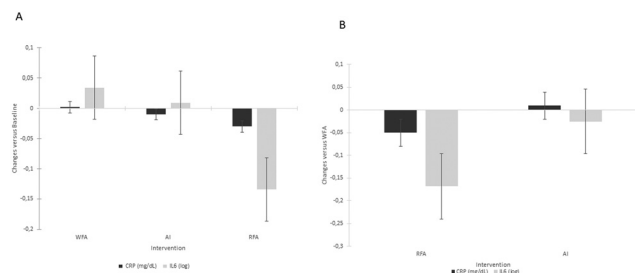 A
0,1
0,05
0
-0,05
-0,1
-0,15
-0,2
Changes versus Baseline
WFA
AI
RFA
Intervention
CRP (mg/dL)
IL6 (log)
B
0,1
0,05
0
-0,05
-0,1
-0,15
-0,2
-0,25
-0,3
Changes versus WFA
RFA
AI
Intervention
CRP (mg/dL)
IL6 (log)